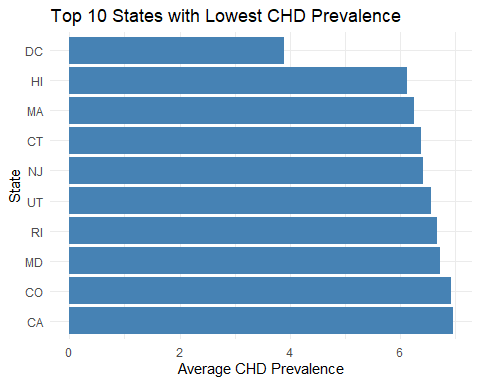 Top 10 States with Lowest CHD Prevalence
State
DC
HI
MA
CT
NJ
UT
RI
MD
CO
CA
0 2 4 6
Average CHD Prevalence